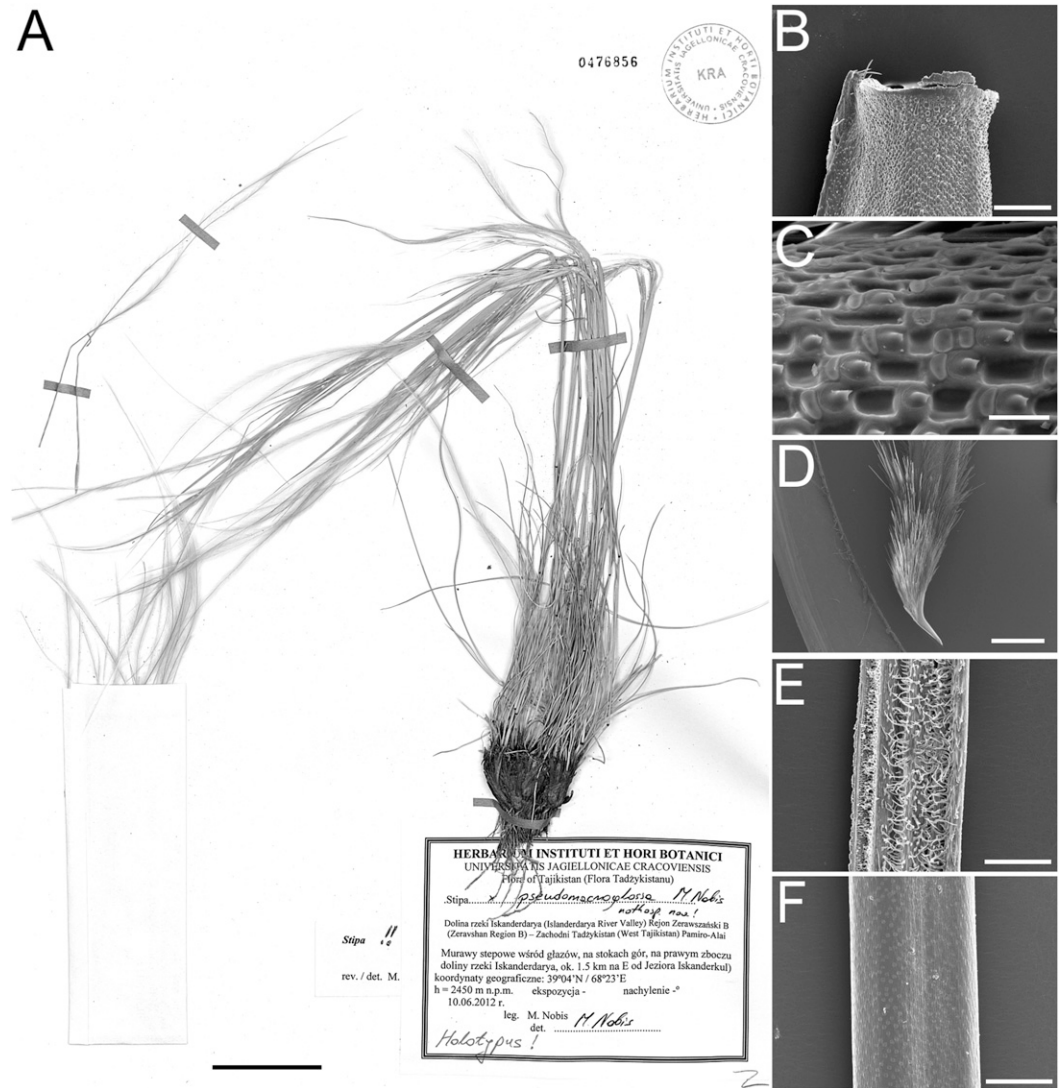 A
0476856
HERBARIUM INSTITUTI ET HORTI BOTANICI
UNIVERSITATIS JAGELLONICAE CRACOVIENSIS •
KRA
B
C
D
E
F
HERBARIUM INSTITUTI ET HORI BOTANICI
UNIVERSITATIS JAGIELLONICAE CRACOVIENSIS
Flora of Tajikistan (Flora Tadżykistanu)
Stipa x pseudomacroglossa M Nobis
nothosp. nov!
Dolina rzeki Iskanderdarya (Islanderdarya River Valley) Rejon Zerawszański B
(Zeravshan Region B) – Zachodni Tadżykistan (West Tajikistan) Pamiro-Alai
Murawy stepowe wśród głazów, na stokach gór, na prawym zboczu
doliny rzeki Iskanderdarya, ok. 1.5 km na E od Jeziora Iskanderkul)
koordynaty geograficzne: 39°04'N / 68°23'E
h = 2450 m n.p.m. ekspozycja - nachylenie -°
10.06.2012 r.
leg. M. Nobis
det. M Nobis
Holotypus !
Stipa !!
rev. / det. M.